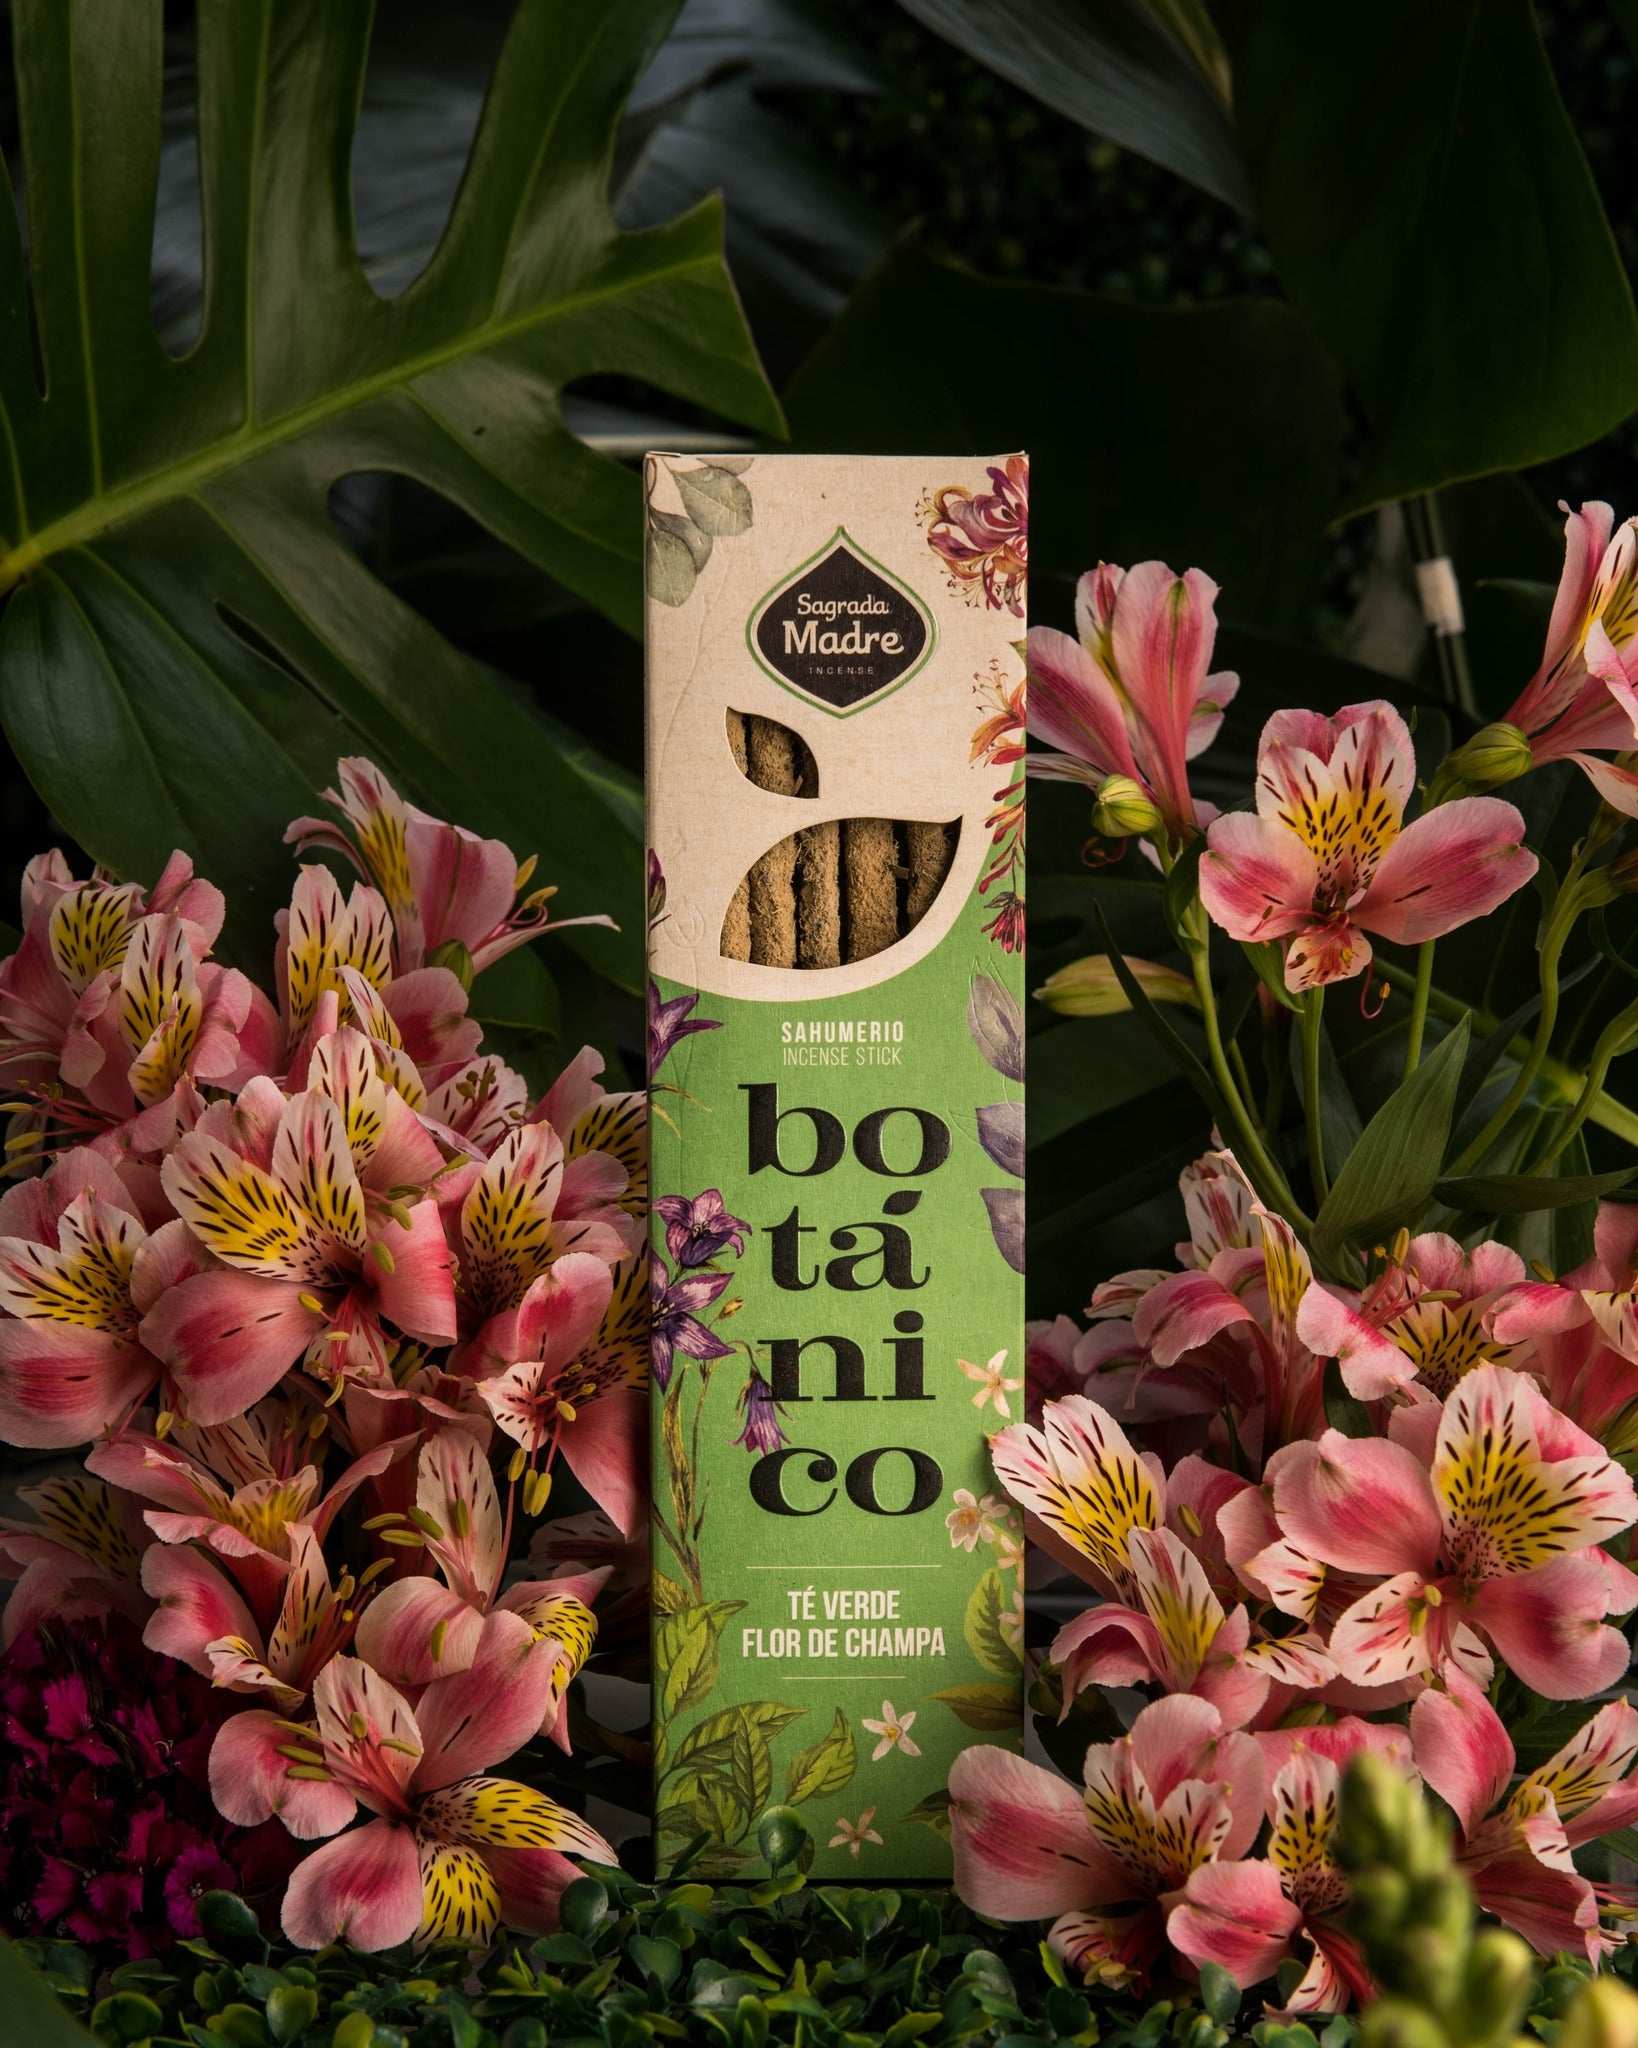 Sagrada
Madre
INCENSE
SAHUMERIO
INCENSE STICK
bo
tá
ni
co
TÉ VERDE
FLOR DE CHAMPA